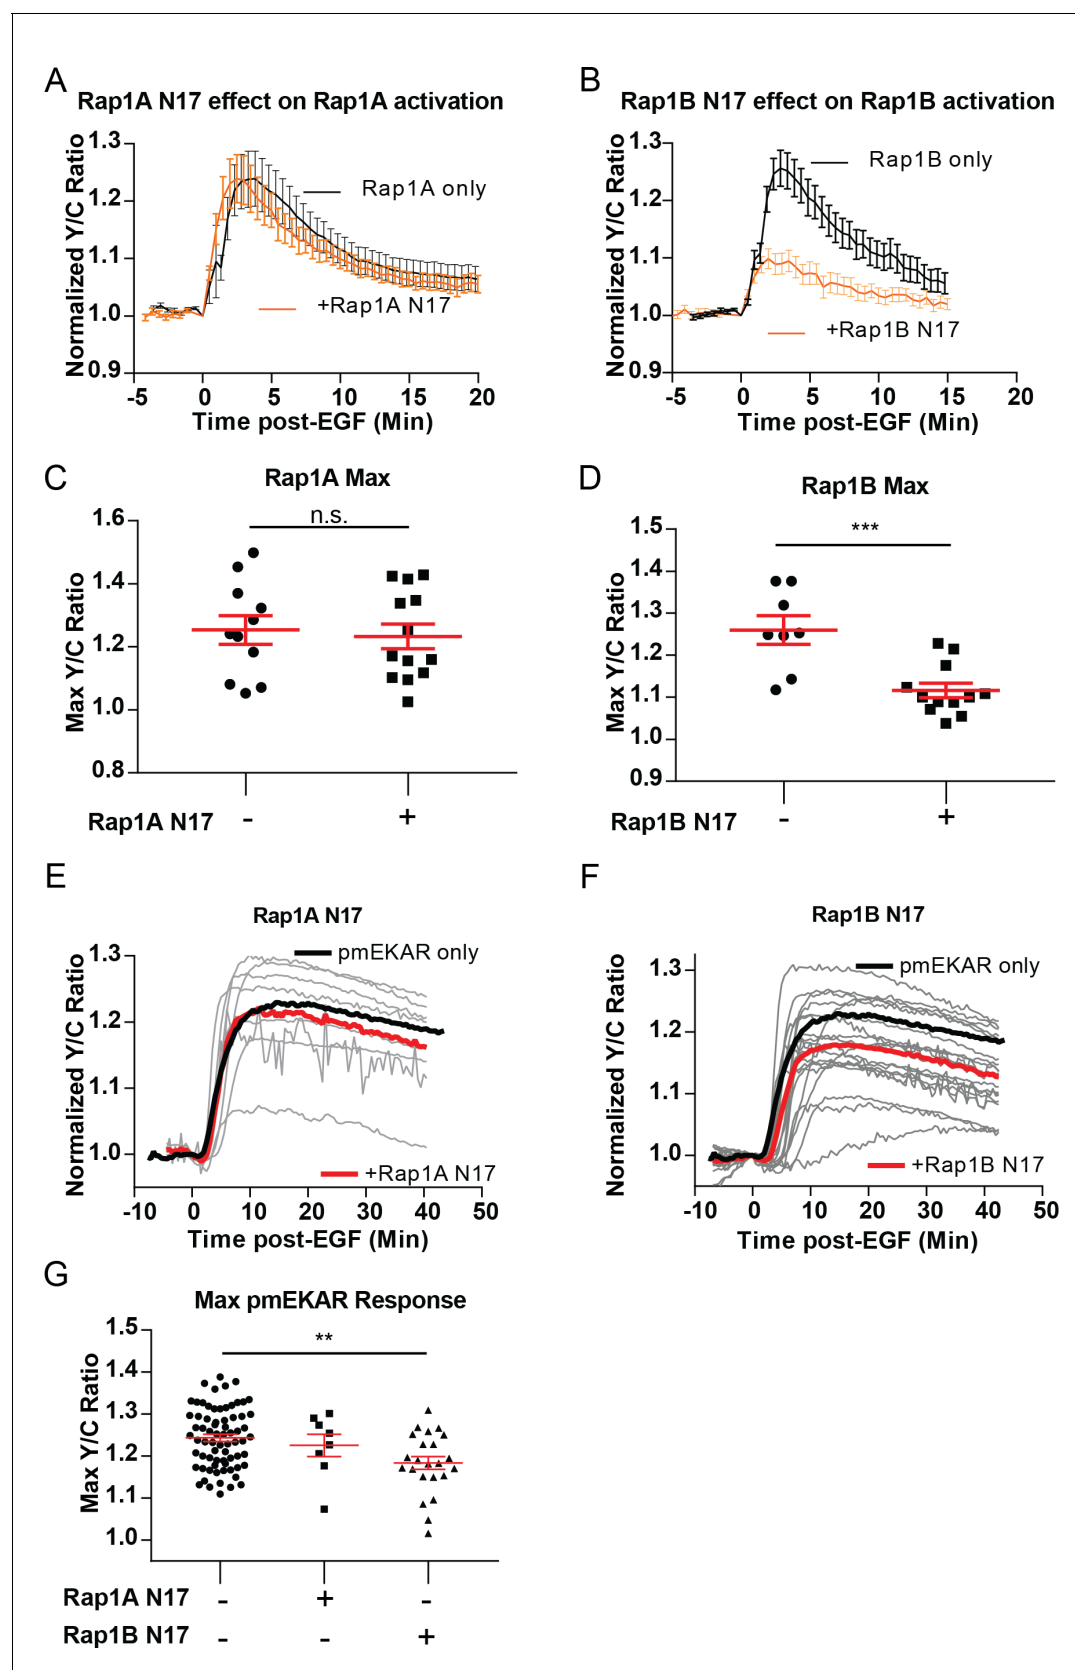 A
Rap1A N17 effect on Rap1A activation
Normalized Y/C Ratio
1.3
1.2
1.1
1.0
0.9
Rap1A only
+Rap1A N17
-5 0 5 10 15 20
Time post-EGF (Min)
B
Rap1B N17 effect on Rap1B activation
Normalized Y/C Ratio
1.3
1.2
1.1
1.0
0.9
Rap1B only
+Rap1B N17
-5 0 5 10 15 20
Time post-EGF (Min)
C
Rap1A Max
n.s.
Max Y/C Ratio
1.6
1.4
1.2
1.0
0.8
Rap1A N17 - +
D
Rap1B Max
***
Max Y/C Ratio
1.5
1.4
1.3
1.2
1.1
1.0
0.9
Rap1B N17 - +
E
Rap1A N17
Normalized Y/C Ratio
1.3
1.2
1.1
1.0
pmEKAR only
+Rap1A N17
-10 0 10 20 30 40 50
Time post-EGF (Min)
F
Rap1B N17
Normalized Y/C Ratio
1.3
1.2
1.1
1.0
pmEKAR only
+Rap1B N17
-10 0 10 20 30 40 50
Time post-EGF (Min)
G
Max pmEKAR Response
**
Max Y/C Ratio
1.5
1.4
1.3
1.2
1.1
1.0
Rap1A N17 - + -
Rap1B N17 - - +